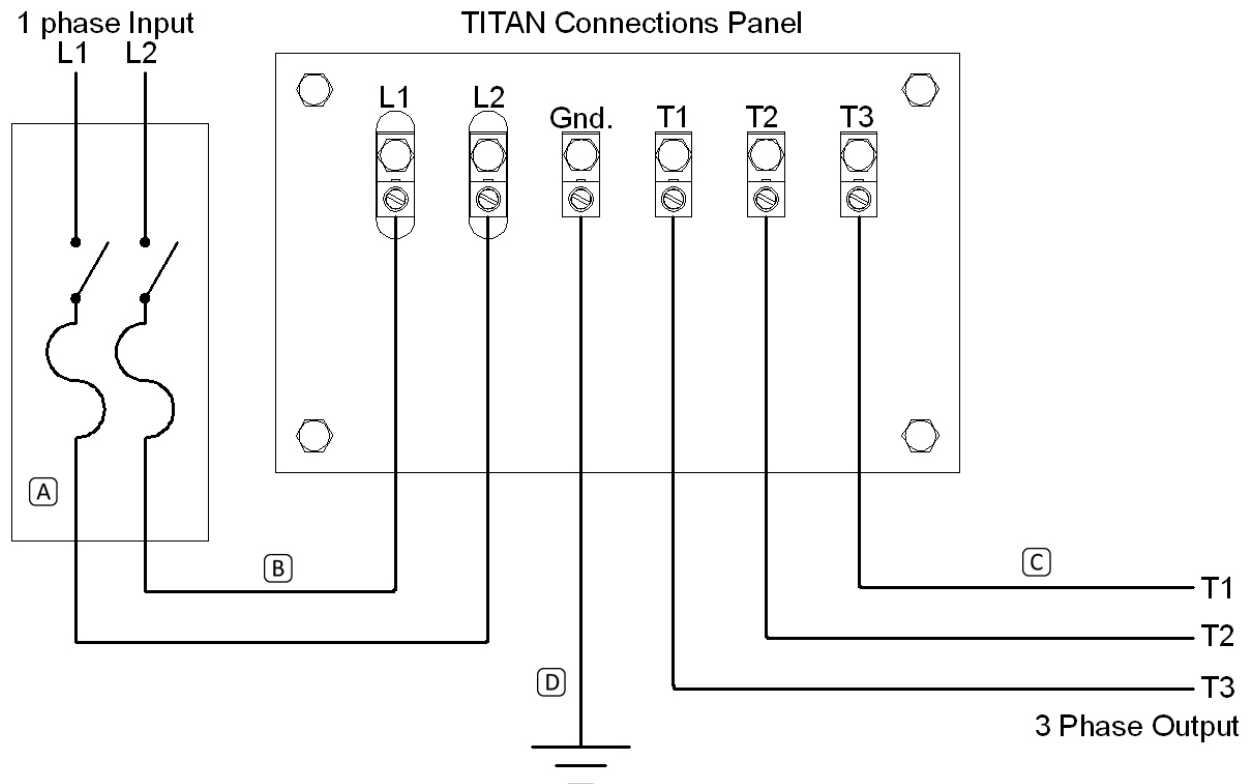 1 phase Input
L1 L2
TITAN Connections Panel
L1 L2 Gnd. T1 T2 T3
A
B
C
D
T1
T2
T3
3 Phase Output